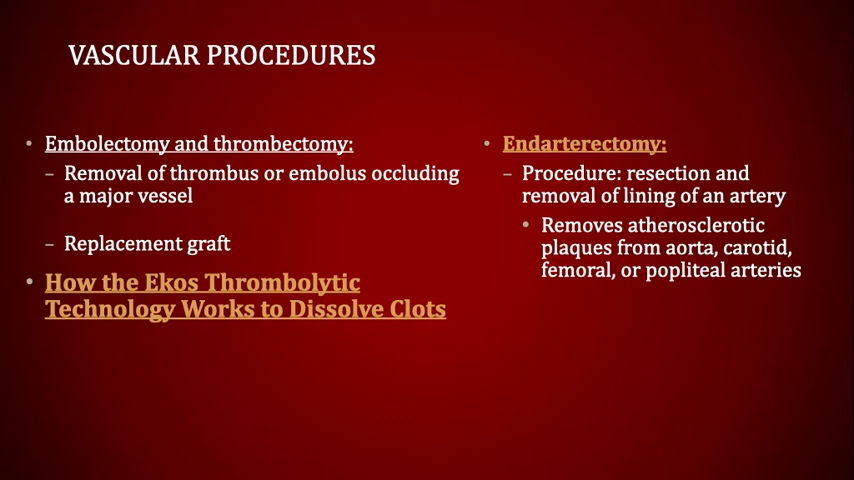 VASCULAR PROCEDURES
• Embolectomy and thrombectomy:
– Removal of thrombus or embolus occluding
a major vessel
– Replacement graft
• How the Ekos Thrombolytic
Technology Works to Dissolve Clots
• Endarterectomy:
– Procedure: resection and
removal of lining of an artery
• Removes atherosclerotic
plaques from aorta, carotid,
femoral, or popliteal arteries